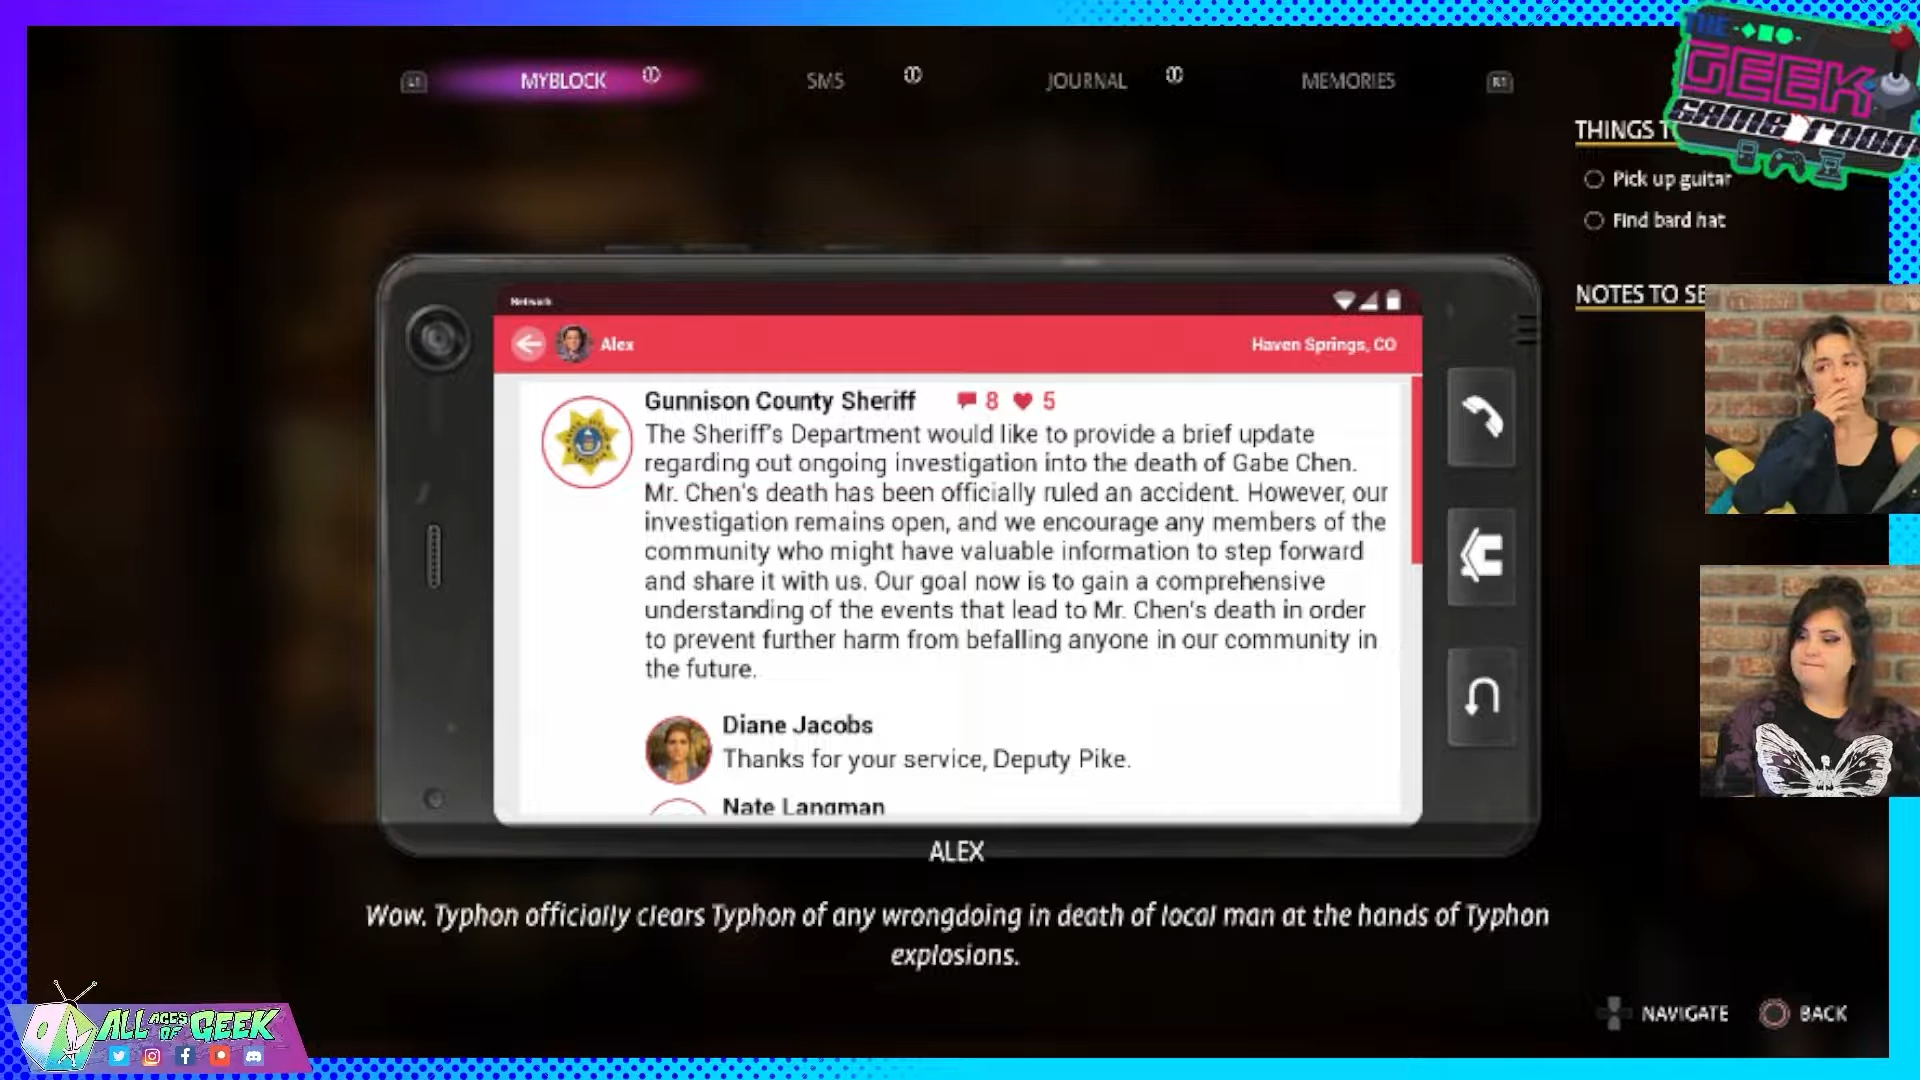 THE
GEEK
GAME ROOM
L1
MYBLOCK
SMS
JOURNAL
MEMORIES
R1
THINGS T
Pick up guitar
Find bard hat
NOTES TO SE
Network
Alex
Haven Springs, CO
Gunnison County Sheriff 8 5
The Sheriff's Department would like to provide a brief update
regarding out ongoing investigation into the death of Gabe Chen.
Mr. Chen's death has been officially ruled an accident. However, our
investigation remains open, and we encourage any members of the
community who might have valuable information to step forward
and share it with us. Our goal now is to gain a comprehensive
understanding of the events that lead to Mr. Chen's death in order
to prevent further harm from befalling anyone in our community in
the future.
Diane Jacobs
Thanks for your service, Deputy Pike.
Nate Langman
ALEX
Wow. Typhon officially clears Typhon of any wrongdoing in death of local man at the hands of Typhon
explosions.
NAVIGATE
BACK
ALL AGES OF GEEK